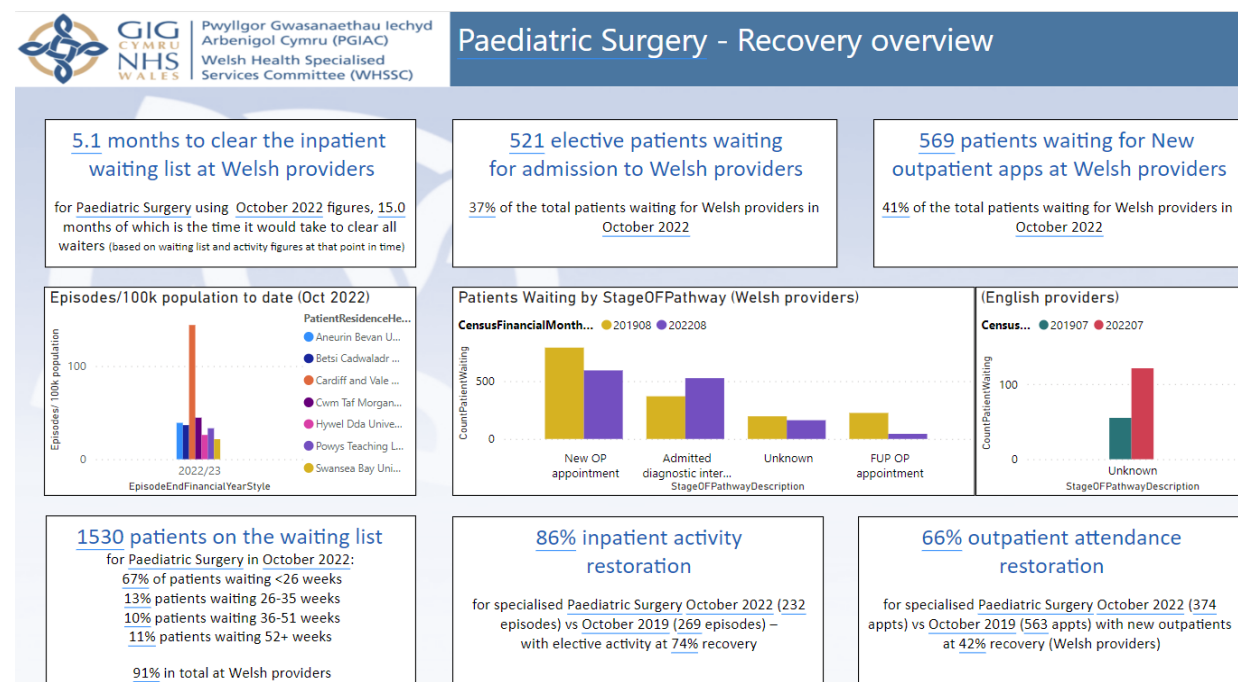 GIG
CYMRU
NHS
WALES
Pwyllgor Gwasanaethau Iechyd
Arbenigol Cymru (PGIAC)
Welsh Health Specialised
Services Committee (WHSSC)
Paediatric Surgery - Recovery overview
5.1 months to clear the inpatient
waiting list at Welsh providers
for Paediatric Surgery using October 2022 figures, 15.0
months of which is the time it would take to clear all
waiters (based on waiting list and activity figures at that point in time)
521 elective patients waiting
for admission to Welsh providers
37% of the total patients waiting for Welsh providers in
October 2022
569 patients waiting for New
outpatient apps at Welsh providers
41% of the total patients waiting for Welsh providers in
October 2022
Episodes/100k population to date (Oct 2022)
Episodes/ 100k population
100
0
2022/23
EpisodeEndFinancialYearStyle
PatientResidenceHe...
Aneurin Bevan U...
Betsi Cadwaladr ...
Cardiff and Vale ...
Cwm Taf Morgan...
Hywel Dda Unive...
Powys Teaching L...
Swansea Bay Uni...
Patients Waiting by StageOFPathway (Welsh providers)
CensusFinancialMonth... 201908 202208
CountPatientWaiting
500
0
New OP
appointment
Admitted
diagnostic inter...
Unknown
FUP OP
appointment
StageOFPathwayDescription
(English providers)
Census... 201907 202207
CountPatientWaiting
100
0
Unknown
StageOFPathwayDescription
1530 patients on the waiting list
for Paediatric Surgery in October 2022:
67% of patients waiting <26 weeks
13% patients waiting 26-35 weeks
10% patients waiting 36-51 weeks
11% patients waiting 52+ weeks
91% in total at Welsh providers
86% inpatient activity
restoration
for specialised Paediatric Surgery October 2022 (232
episodes) vs October 2019 (269 episodes) –
with elective activity at 74% recovery
66% outpatient attendance
restoration
for specialised Paediatric Surgery October 2022 (374
appts) vs October 2019 (563 appts) with new outpatients
at 42% recovery (Welsh providers)